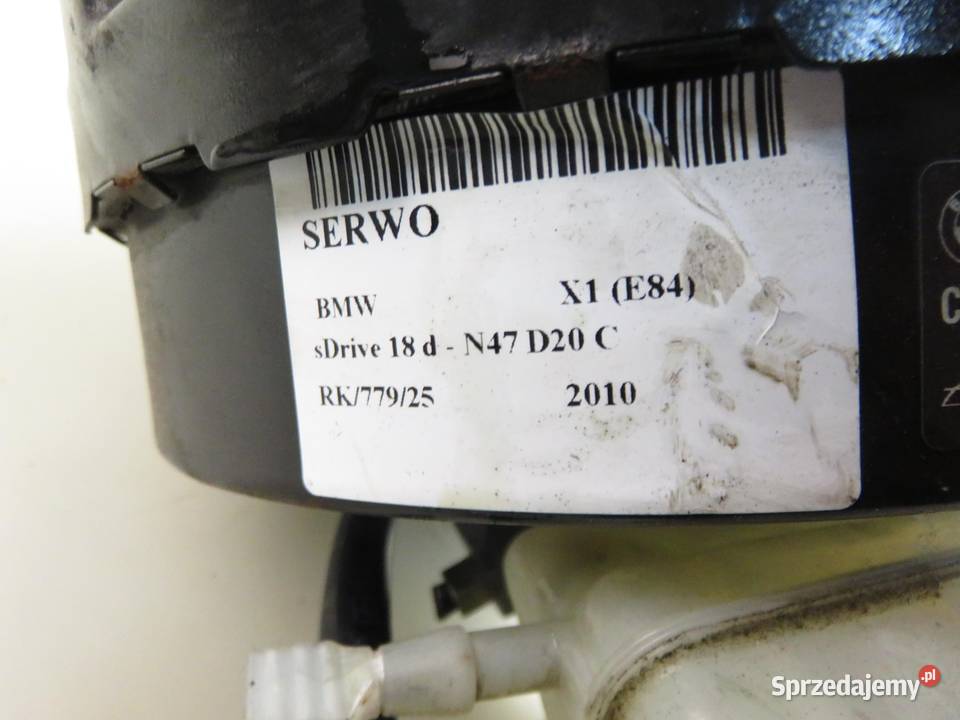 SERWO
BMW X1 (E84)
sDrive 18 d - N47 D20 C
RK/779/25 2010
C
Sprzedajemy.pl